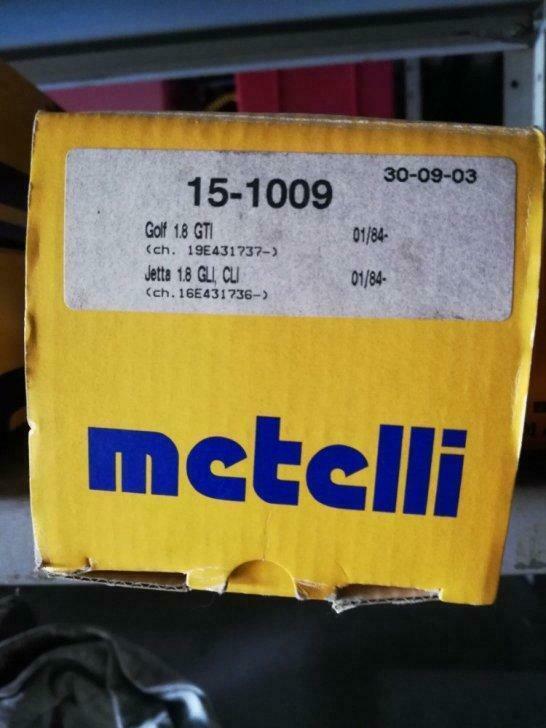 30-09-03
15-1009
Golf 1.8 GTI 01/84-
(ch. 19E431737-)
Jetta 1.8 GLI, CLI 01/84-
(ch.16E431736-)
metelli